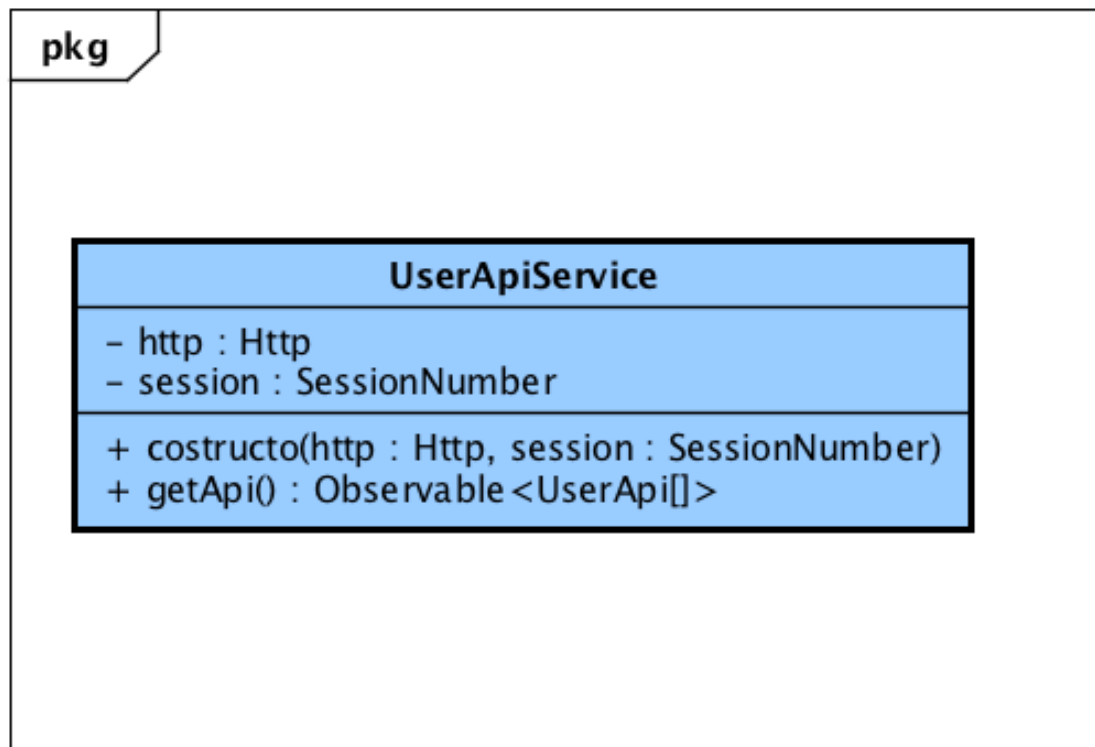 pkg
UserApiService
- http : Http
- session : SessionNumber
+ costructo(http : Http, session : SessionNumber)
+ getApi() : Observable<UserApi[]>